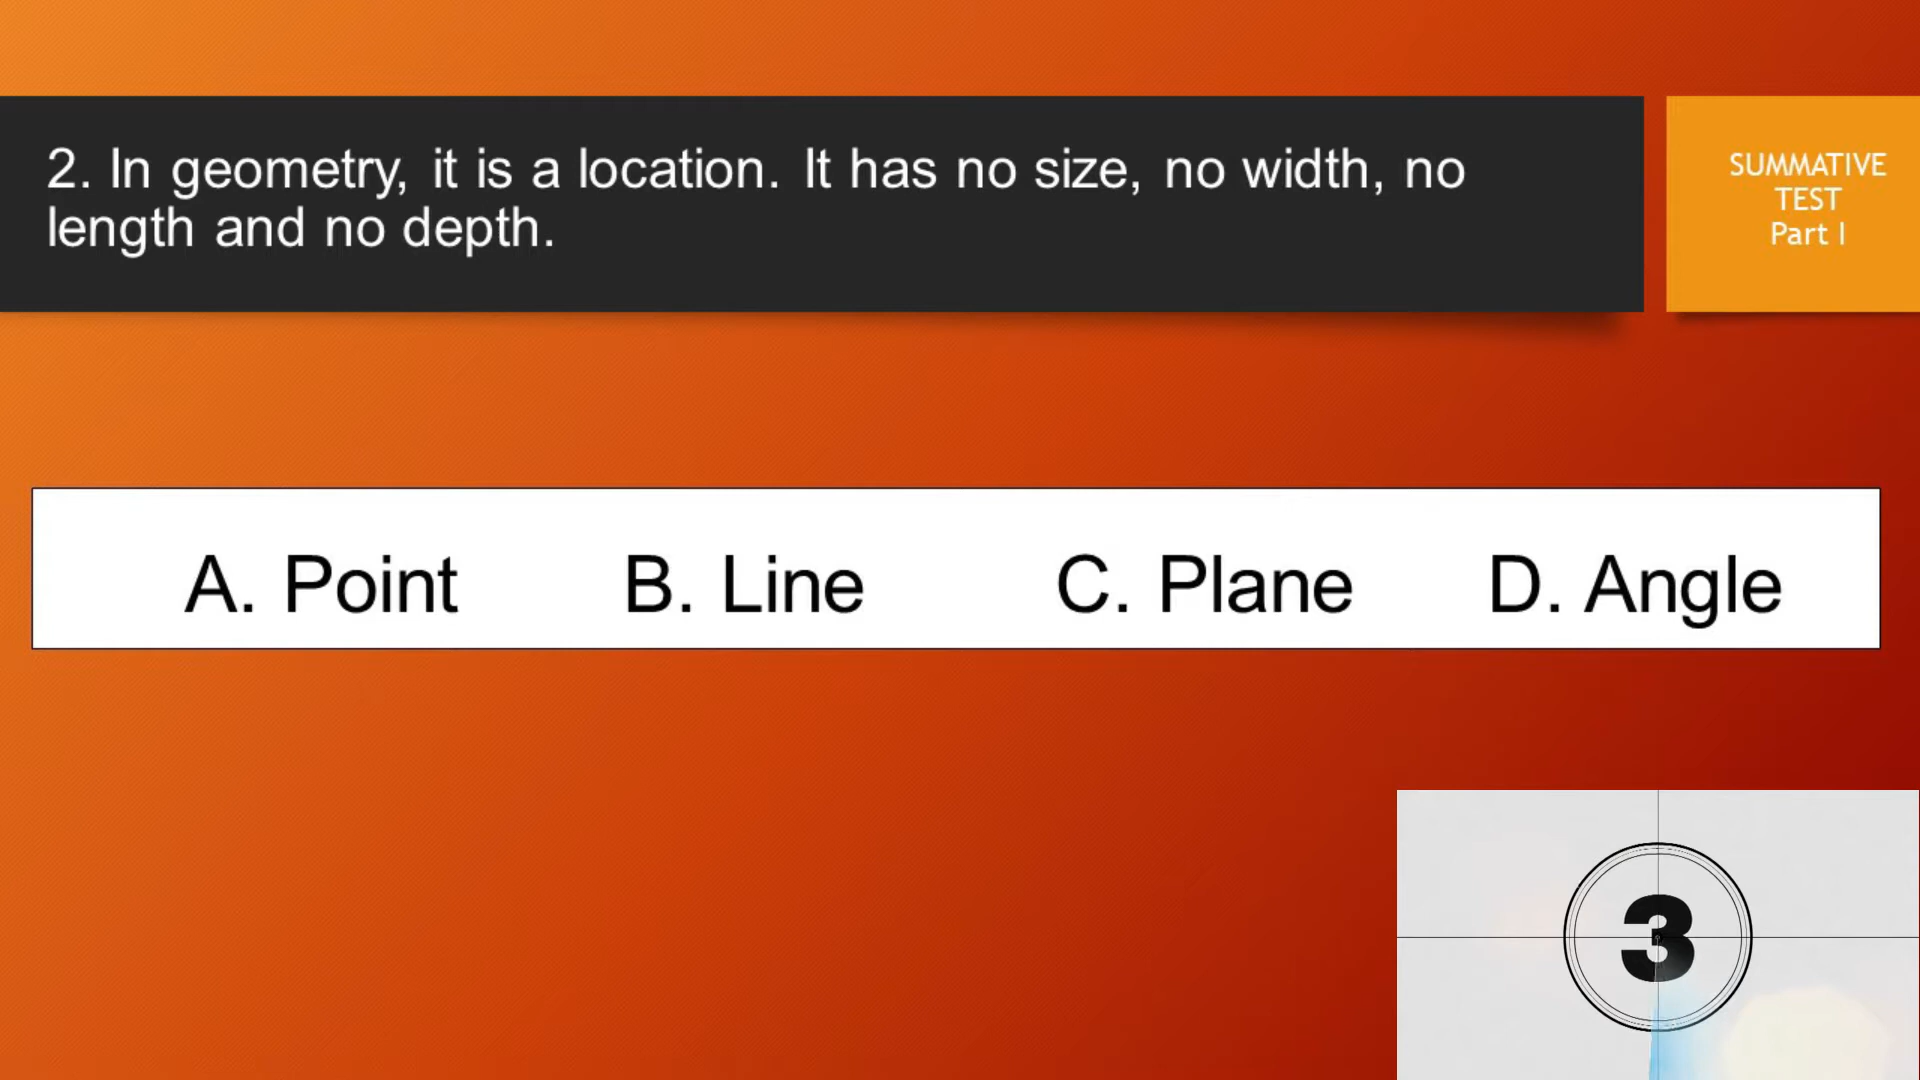 2. In geometry, it is a location. It has no size, no width, no
length and no depth.
SUMMATIVE
TEST
Part I
A. Point B. Line C. Plane D. Angle
3